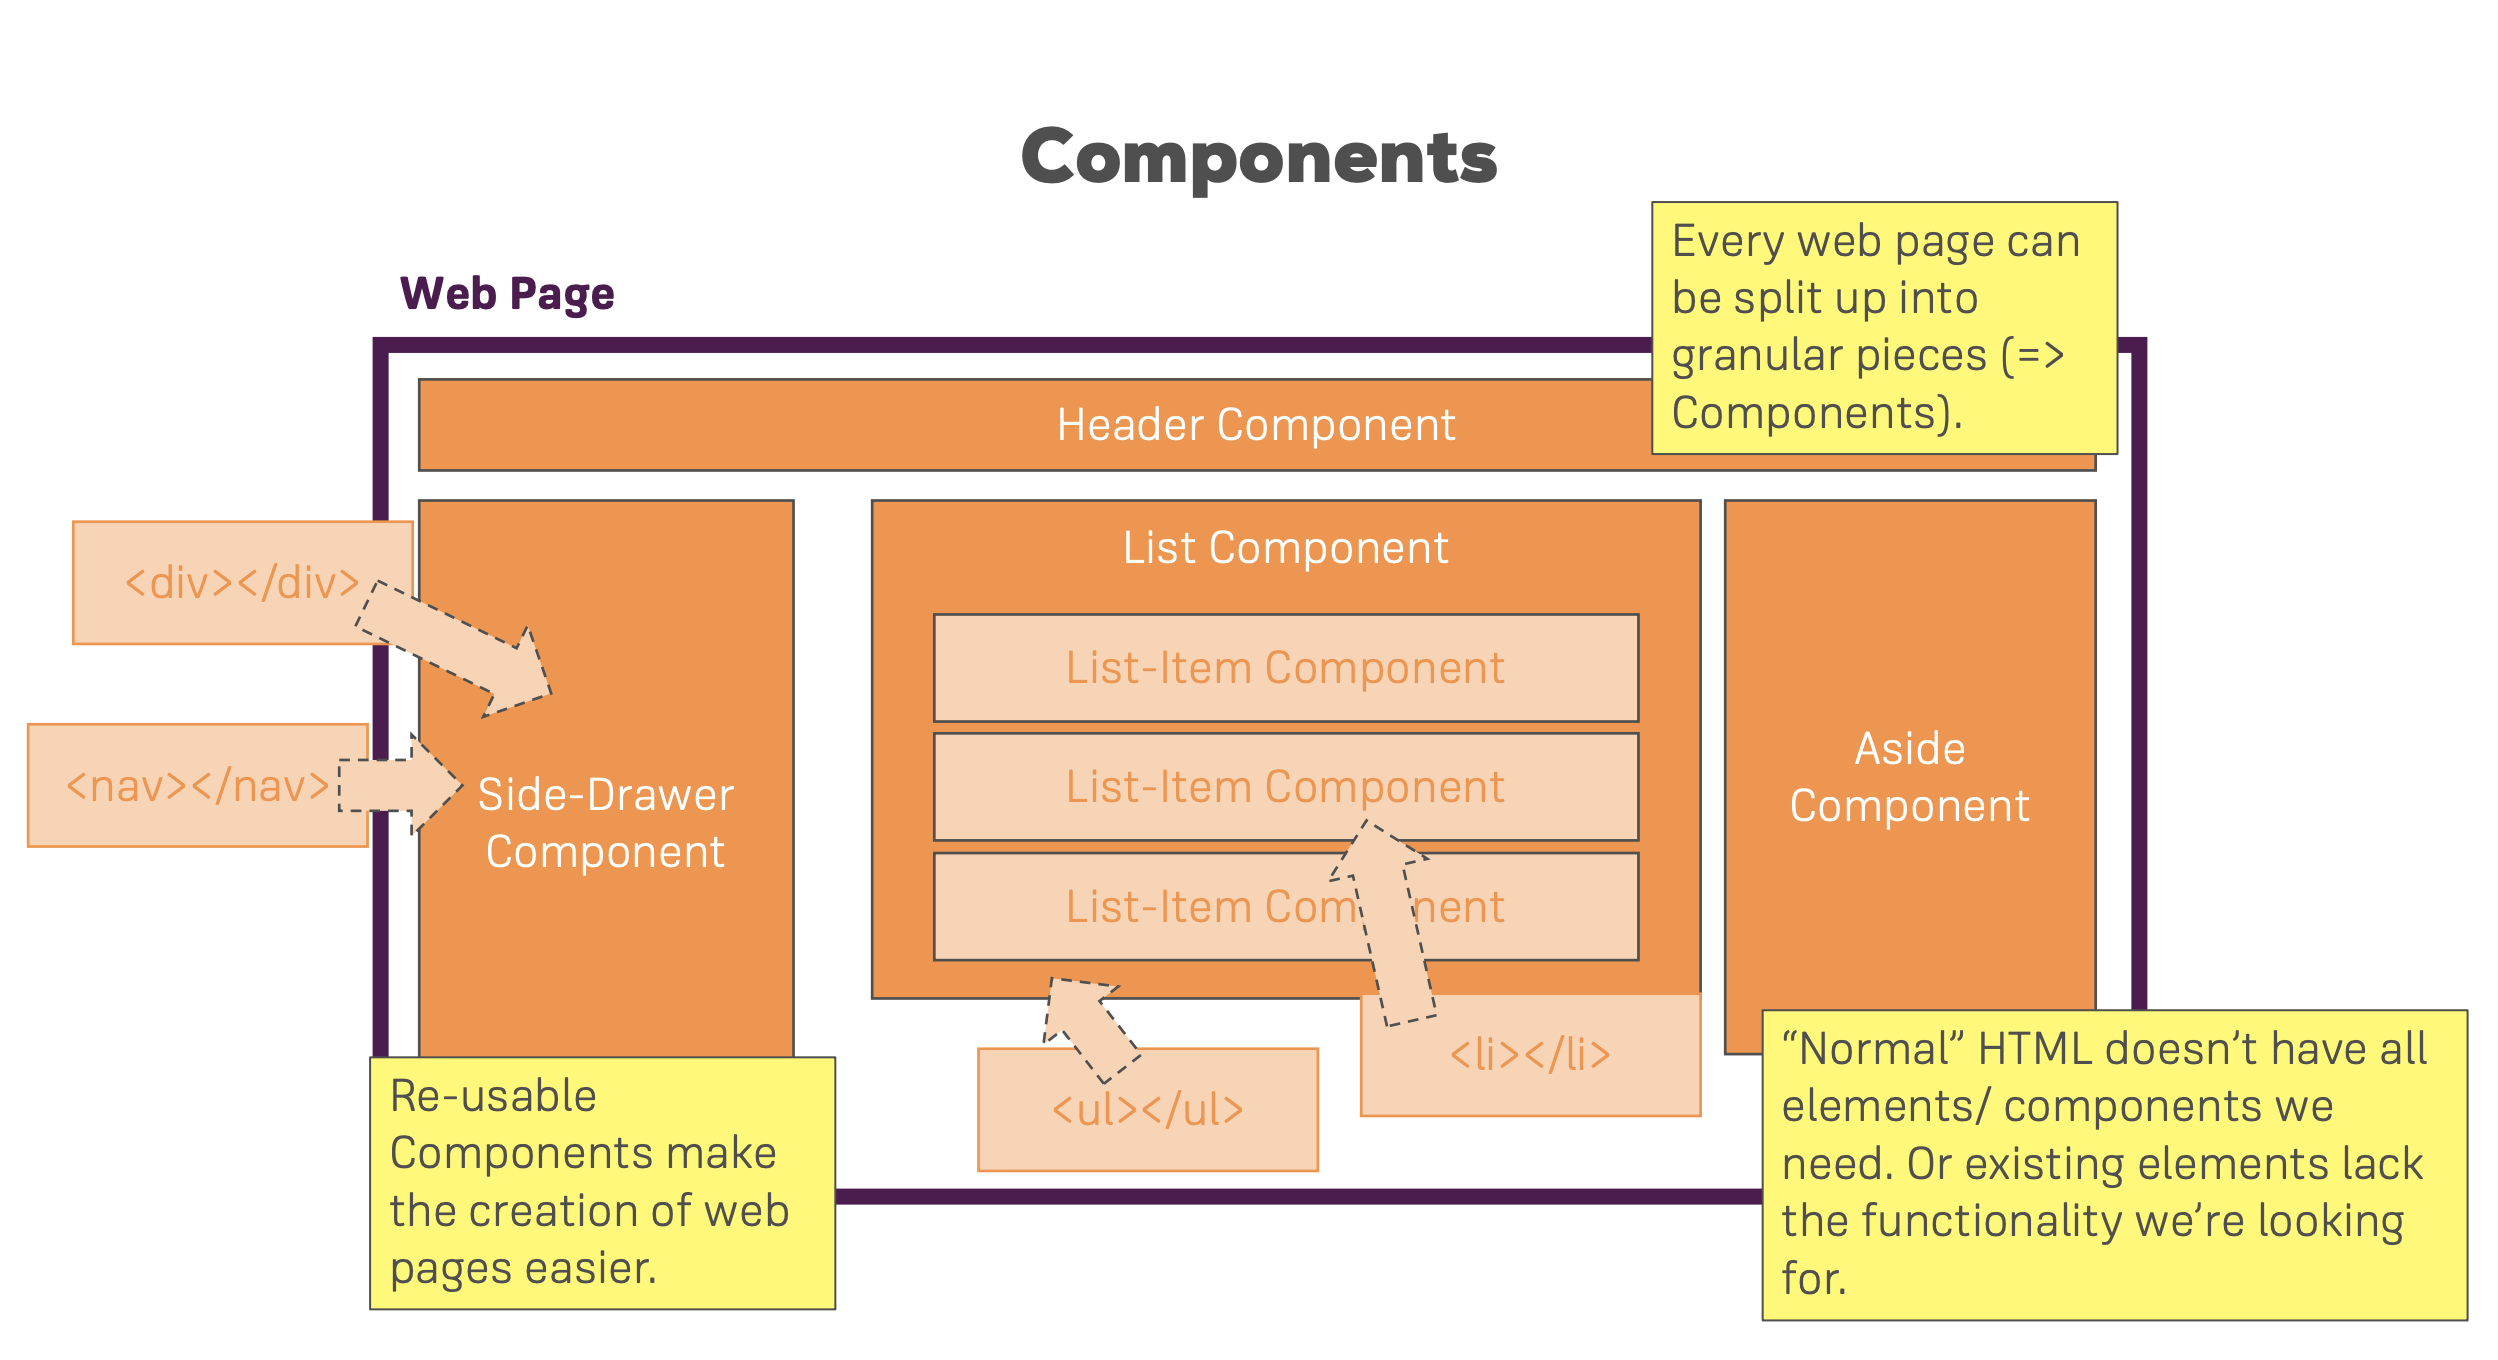 Components
Every web page can
be split up into
granular pieces (=>
Components).
Web Page
Header Component
<div></div>
<nav></nav>
Side-Drawer
Component
List Component
List-Item Component
List-Item Component
List-Item Component
<ul></ul>
<li></li>
Aside
Component
Re-usable
Components make
the creation of web
pages easier.
“Normal” HTML doesn’t have all
elements/ components we
need. Or existing elements lack
the functionality we’re looking
for.